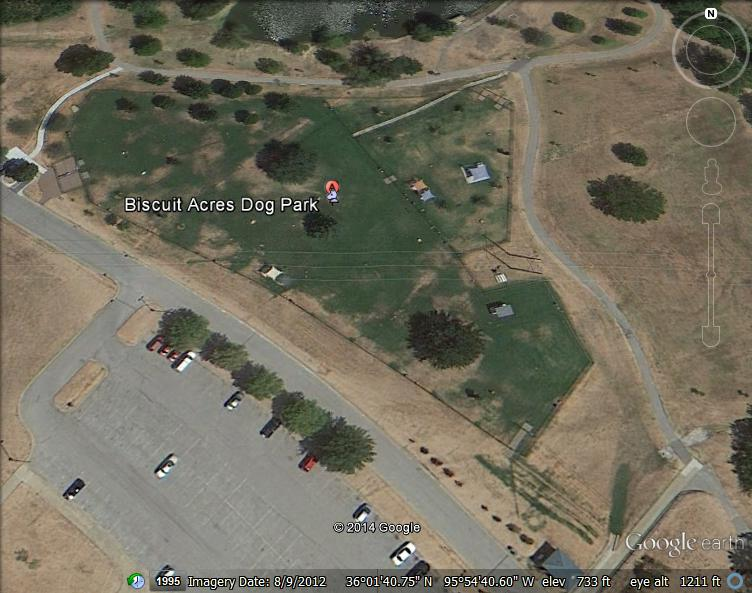 N
A
Biscuit Acres Dog Park
© 2014 Google
Google earth
1995 Imagery Date: 8/9/2012 36°01'40.75" N 95°54'40.60" W elev 733 ft eye alt 1211 ft